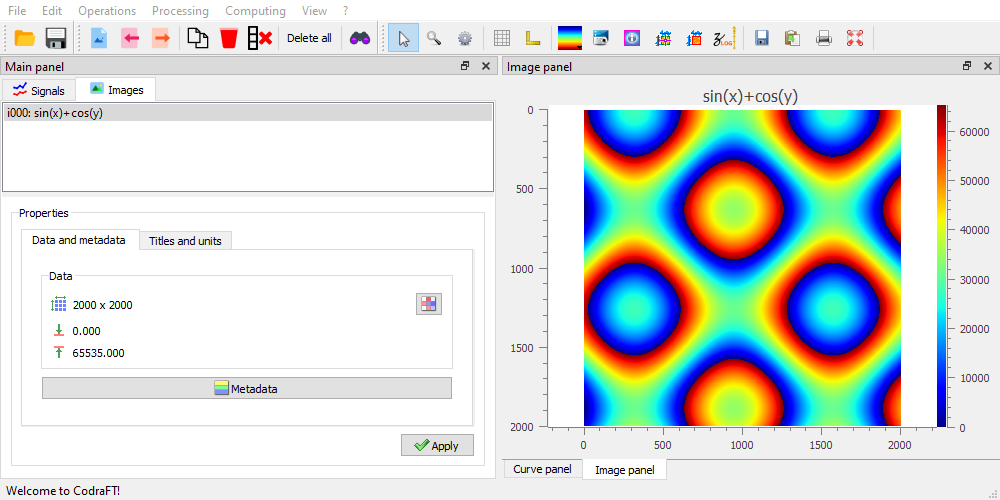 File Edit Operations Processing Computing View ?
Delete all
LOG
Main panel
Signals Images
i000: sin(x)+cos(y)
Properties
Data and metadata Titles and units
Data
2000 x 2000
0.000
65535.000
Metadata
Apply
Image panel
sin(x)+cos(y)
0
500
1000
1500
2000
0 500 1000 1500 2000
60000
50000
40000
30000
20000
10000
0
Curve panel Image panel
Welcome to CodraFT!